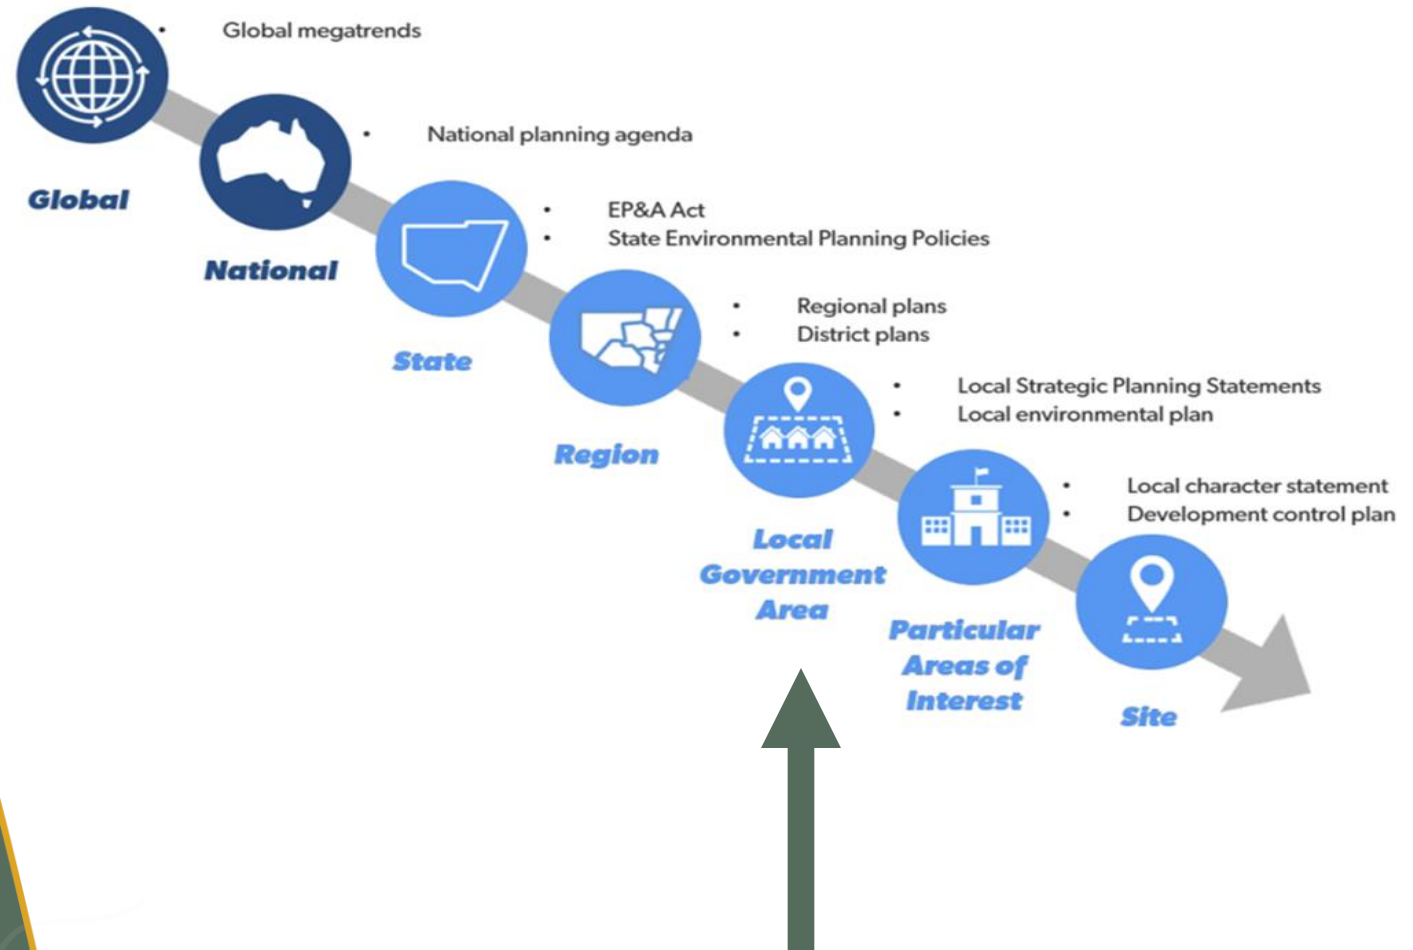 • Global megatrends
Global
• National planning agenda
National
• EP&A Act
• State Environmental Planning Policies
State
• Regional plans
• District plans
Region
• Local Strategic Planning Statements
• Local environmental plan
Local
Government
Area
• Local character statement
• Development control plan
Particular
Areas of
Interest
Site